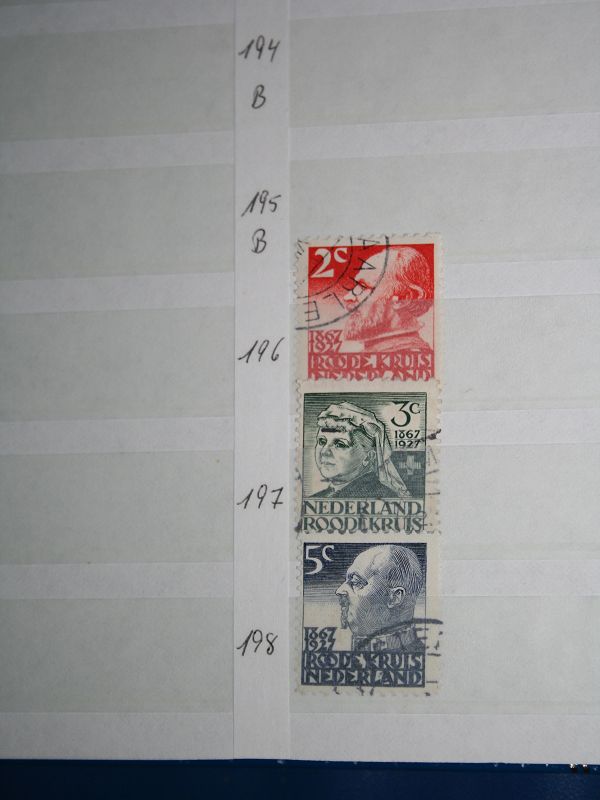 194
B
195
B
2c
AARLE
1867
1927
ROODE KRUIS
NEDERLAND
196
3c
1867
1927
NEDERLAND
ROODE KRUIS
197
5c
1867
1927
ROODE KRUIS
NEDERLAND
198